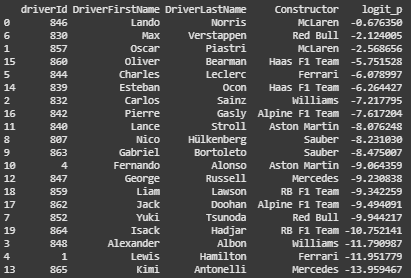 driverId DriverFirstName DriverLastName Constructor logit_p
0 846 Lando Norris McLaren -0.676350
6 830 Max Verstappen Red Bull -2.124005
1 857 Oscar Piastri McLaren -2.568656
15 860 Oliver Bearman Haas F1 Team -5.751528
5 844 Charles Leclerc Ferrari -6.078997
14 839 Esteban Ocon Haas F1 Team -6.264427
2 832 Carlos Sainz Williams -7.217795
16 842 Pierre Gasly Alpine F1 Team -7.617204
11 840 Lance Stroll Aston Martin -8.076248
8 807 Nico Hülkenberg Sauber -8.231030
9 863 Gabriel Bortoleto Sauber -8.475007
10 4 Fernando Alonso Aston Martin -9.064359
12 847 George Russell Mercedes -9.230838
18 859 Liam Lawson RB F1 Team -9.342259
17 862 Jack Doohan Alpine F1 Team -9.494091
7 852 Yuki Tsunoda Red Bull -9.944217
19 864 Isack Hadjar RB F1 Team -10.752141
3 848 Alexander Albon Williams -11.790987
4 1 Lewis Hamilton Ferrari -11.951779
13 865 Kimi Antonelli Mercedes -13.959467